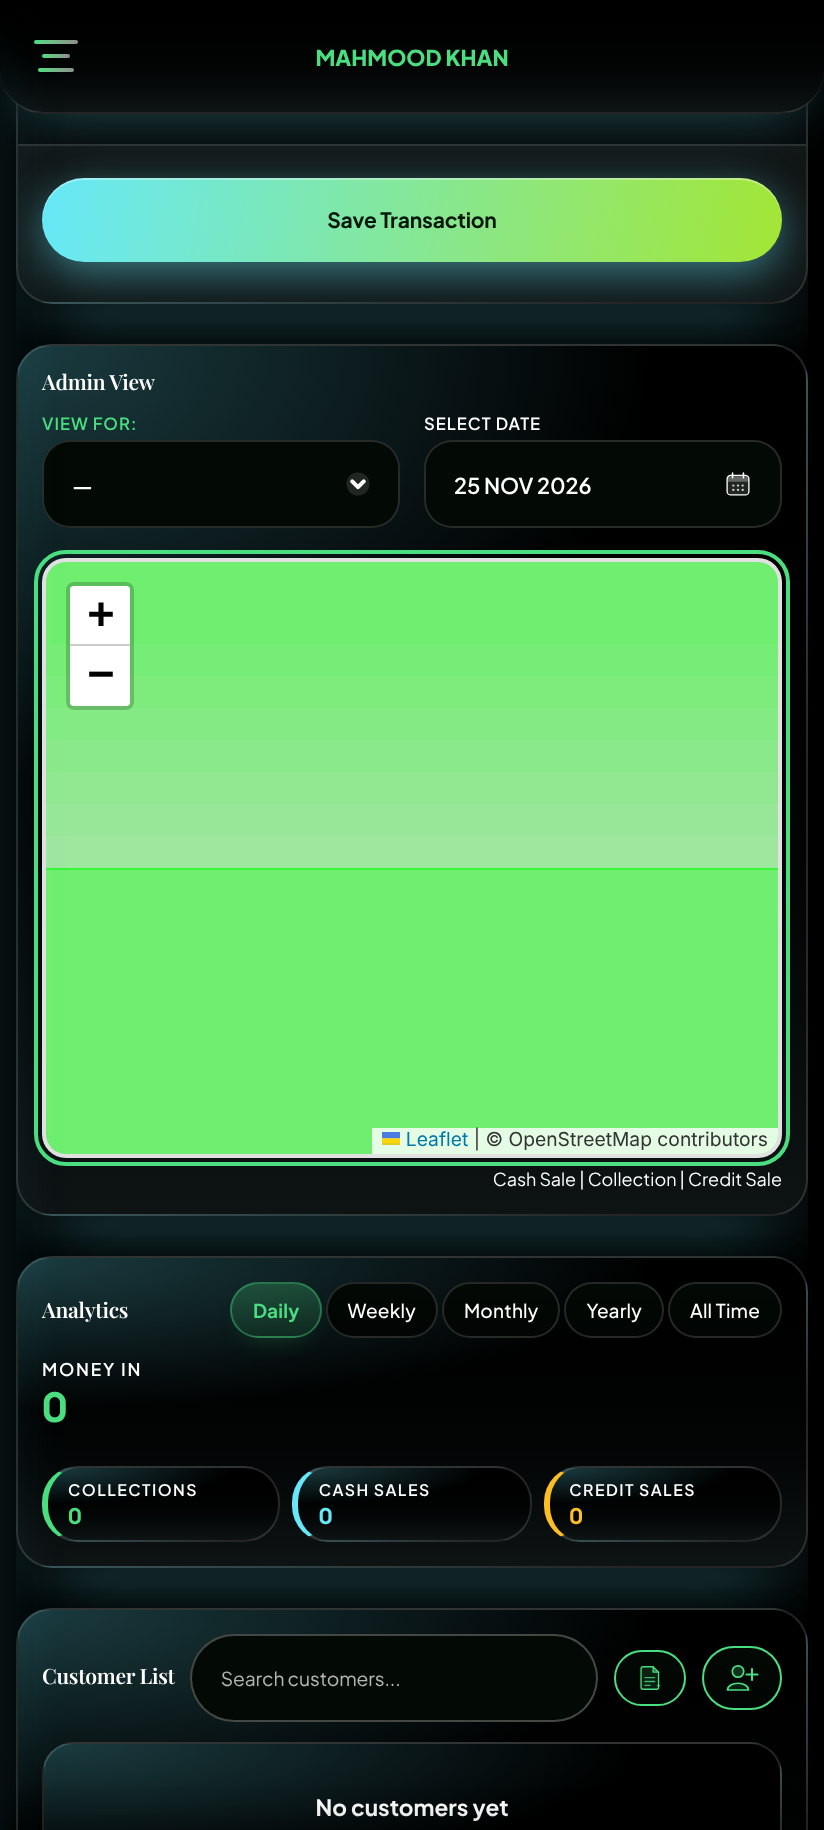 MAHMOOD KHAN
Save Transaction
Admin View
VIEW FOR:
SELECT DATE
—
25 NOV 2026
+
−
Leaflet | © OpenStreetMap contributors
Cash Sale | Collection | Credit Sale
Analytics
Daily
Weekly
Monthly
Yearly
All Time
MONEY IN
0
COLLECTIONS
0
CASH SALES
0
CREDIT SALES
0
Customer List
Search customers...
No customers yet